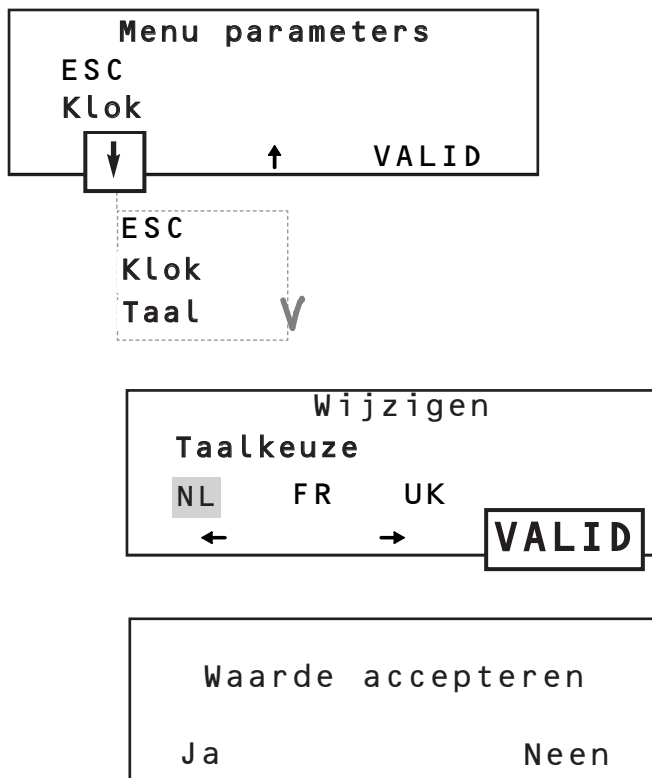 Menu parameters
ESC
Klok
↓ ↑ VALID
ESC
Klok
Taal
Wijzigen
Taalkeuze
NL FR UK
← → VALID
Waarde accepteren
Ja Neen